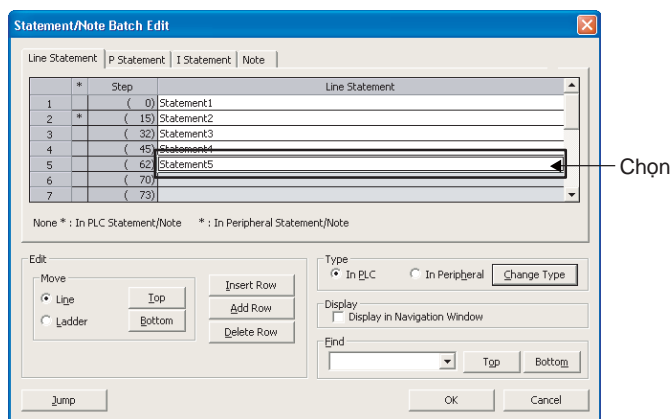 Statement/Note Batch Edit
Line Statement P Statement I Statement Note
* Step Line Statement
1 ( 0) Statement1
2 * ( 15) Statement2
3 ( 32) Statement3
4 ( 45) Statement4
5 ( 62) Statement5
6 ( 70)
7 ( 73)
Chọn
None * : In PLC Statement/Note * : In Peripheral Statement/Note
Edit
Move
Line Top
Ladder Bottom
Insert Row
Add Row
Delete Row
Type
In PLC In Peripheral Change Type
Display
Display in Navigation Window
Find
Top Bottom
Jump OK Cancel